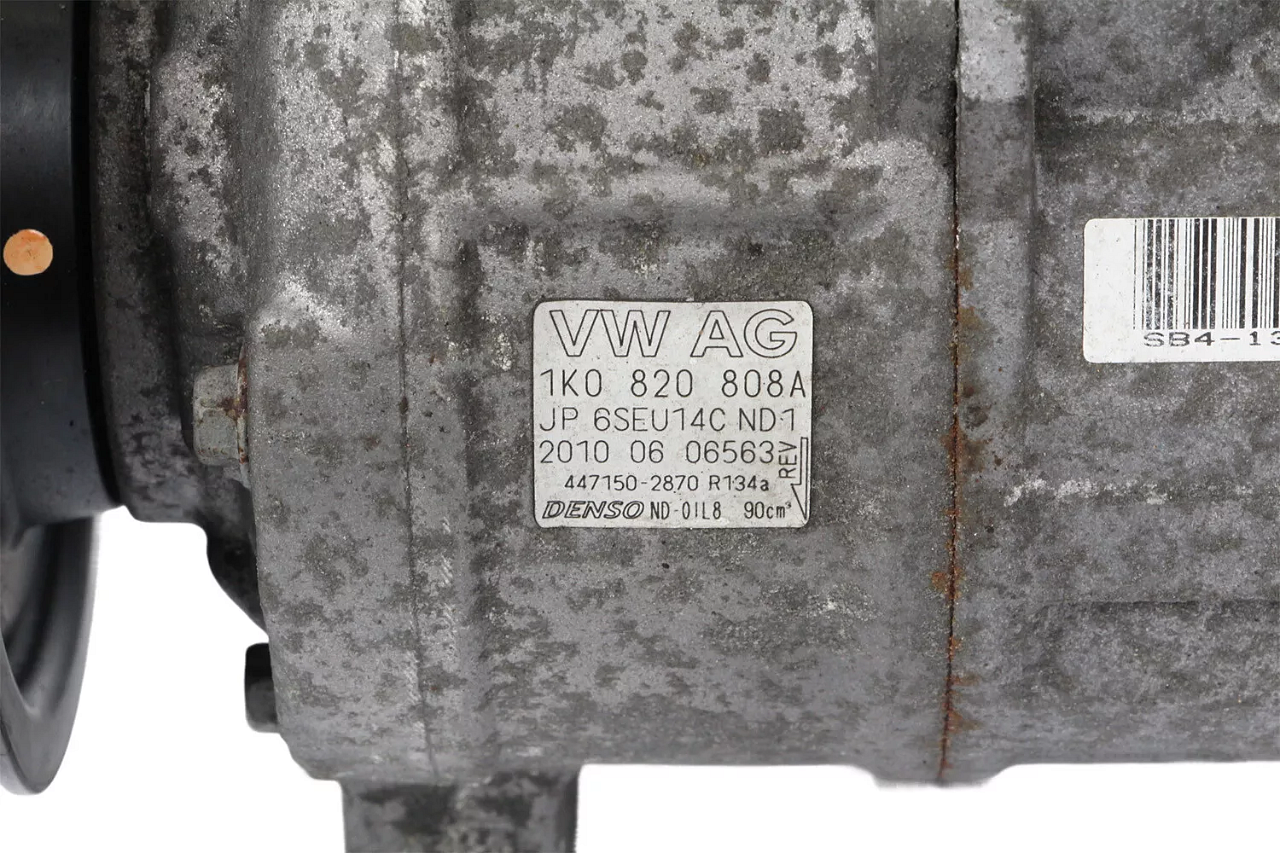 VW AG
1K0 820 808A
JP 6SEU14C ND1
2010 06 06563
REV
447150-2870 R134a
DENSO ND-OIL8 90cm³
SB4-13